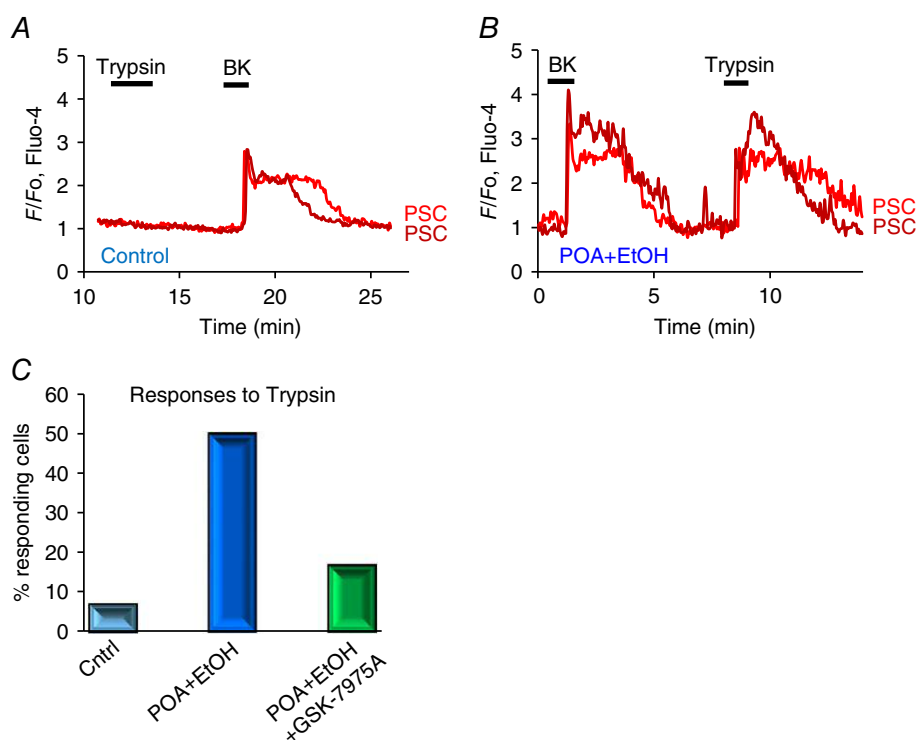 A
5
4
3
2
1
0
F/Fo, Fluo-4
Trypsin
BK
PSC
PSC
Control
10
15
20
25
Time (min)
B
5
4
3
2
1
0
F/Fo, Fluo-4
BK
Trypsin
PSC
PSC
POA+EtOH
0
5
10
Time (min)
C
Responses to Trypsin
60
50
40
30
20
10
0
% responding cells
Cntrl
POA+EtOH
POA+EtOH
+GSK-7975A